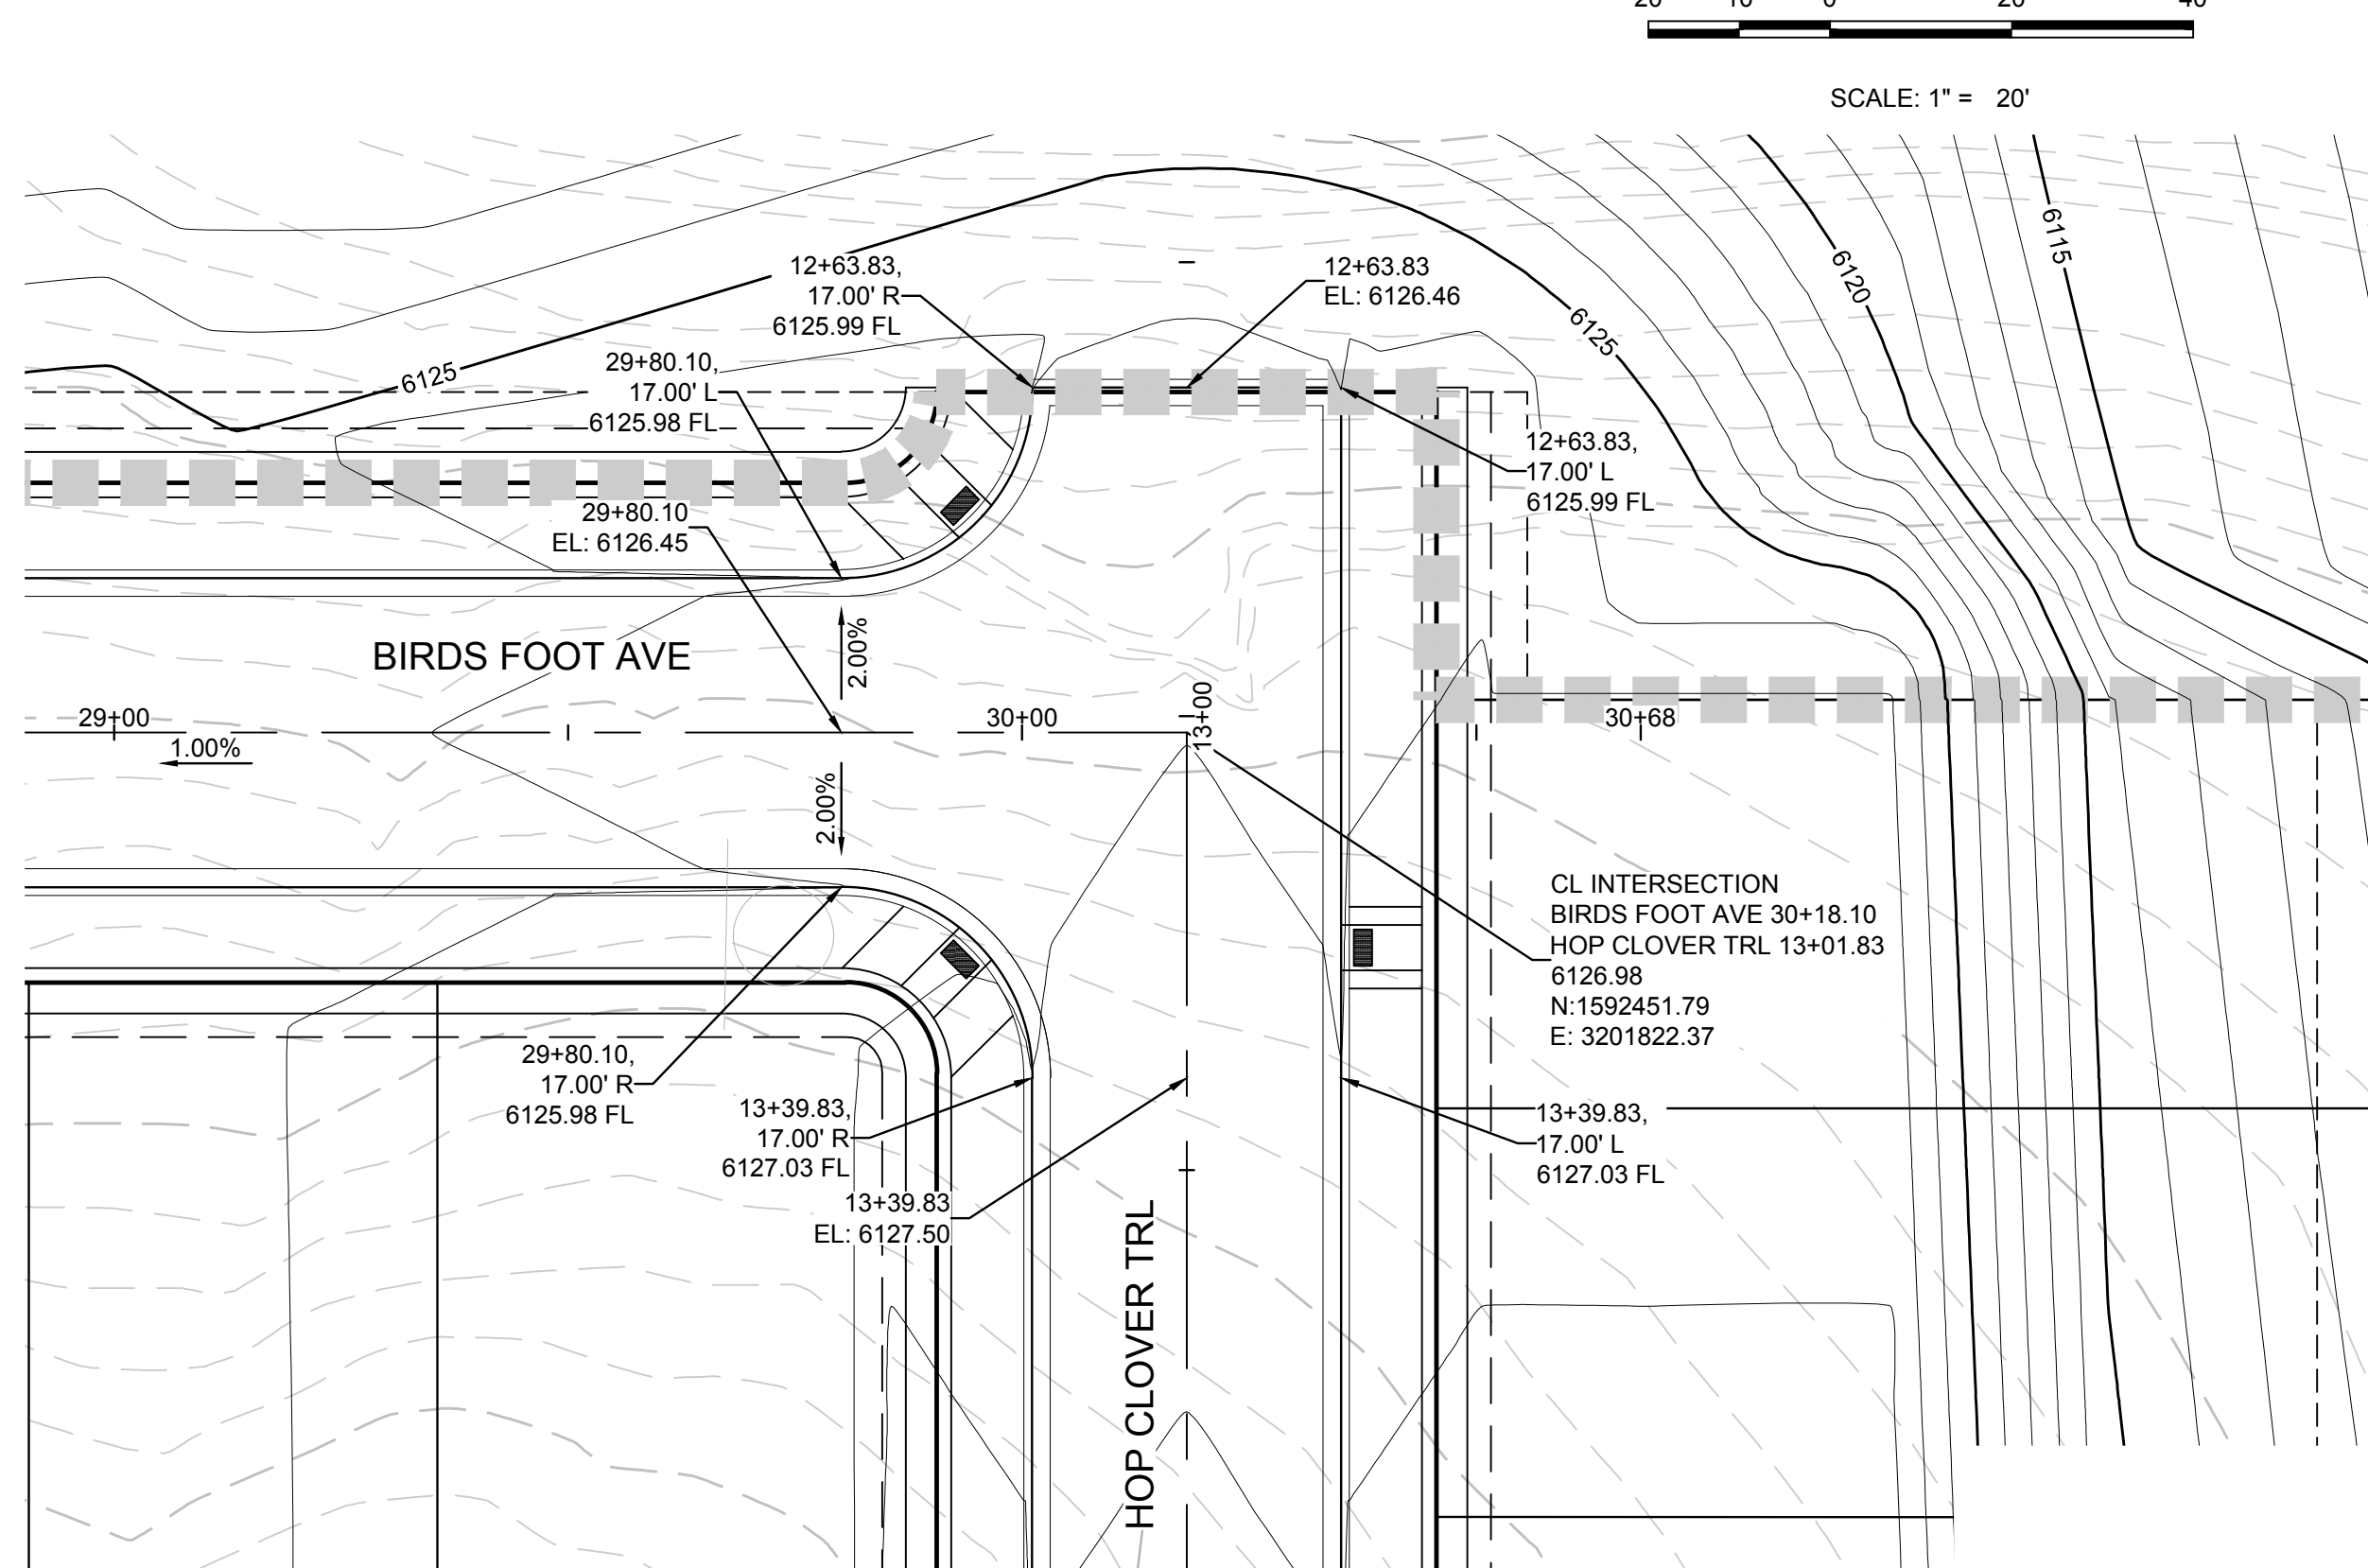 20 10 0 20 40
SCALE: 1" = 20'
6115
6120
6125
12+63.83,
17.00' R
6125.99 FL
12+63.83
EL: 6126.46
29+80.10,
17.00' L
6125.98 FL
6125
12+63.83,
17.00' L
6125.99 FL
29+80.10
EL: 6126.45
BIRDS FOOT AVE
2.00%
29+00
30+00
13+00
30+68
1.00%
2.00%
CL INTERSECTION
BIRDS FOOT AVE 30+18.10
HOP CLOVER TRL 13+01.83
6126.98
N:1592451.79
E: 3201822.37
29+80.10,
17.00' R
6125.98 FL
13+39.83,
17.00' R
6127.03 FL
13+39.83,
17.00' L
6127.03 FL
13+39.83
EL: 6127.50
HOP CLOVER TRL